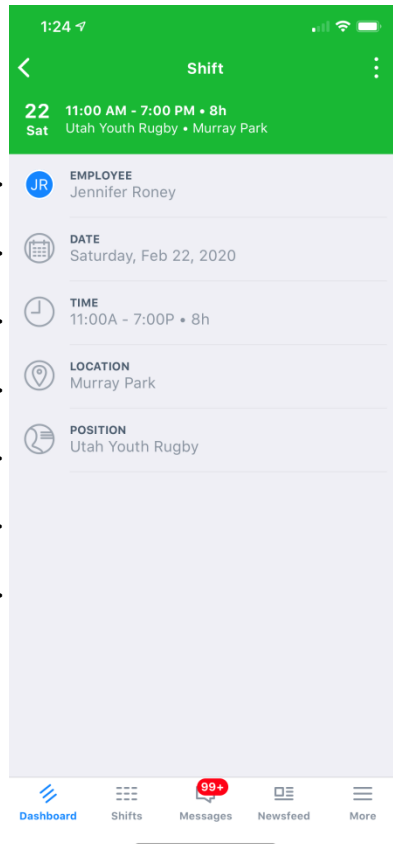 1:24
Shift
22 11:00 AM - 7:00 PM • 8h
Sat Utah Youth Rugby • Murray Park
JR EMPLOYEE
Jennifer Roney
DATE
Saturday, Feb 22, 2020
TIME
11:00A - 7:00P • 8h
LOCATION
Murray Park
POSITION
Utah Youth Rugby
99+
Dashboard Shifts Messages Newsfeed More